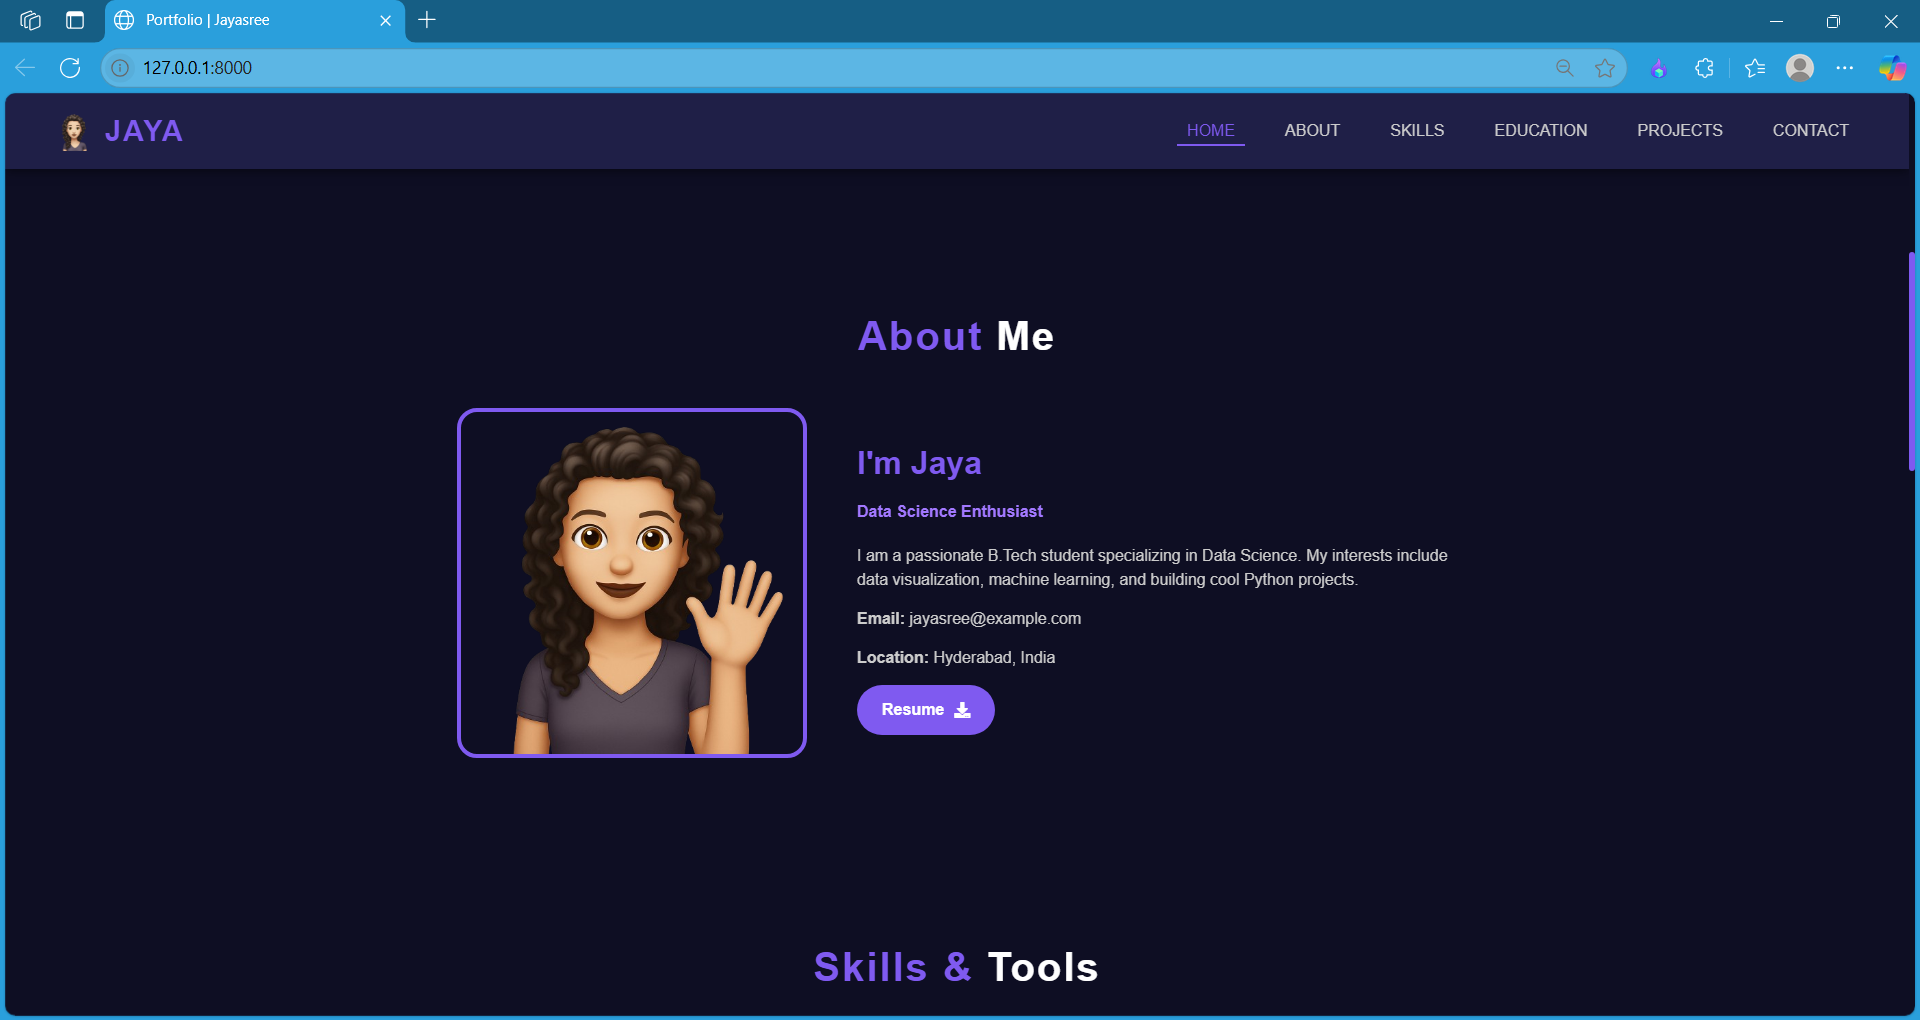 Portfolio | Jayasree
127.0.0.1:8000
JAYA
HOME
ABOUT
SKILLS
EDUCATION
PROJECTS
CONTACT
About Me
I'm Jaya
Data Science Enthusiast
I am a passionate B.Tech student specializing in Data Science. My interests include
data visualization, machine learning, and building cool Python projects.
Email: jayasree@example.com
Location: Hyderabad, India
Resume
Skills & Tools